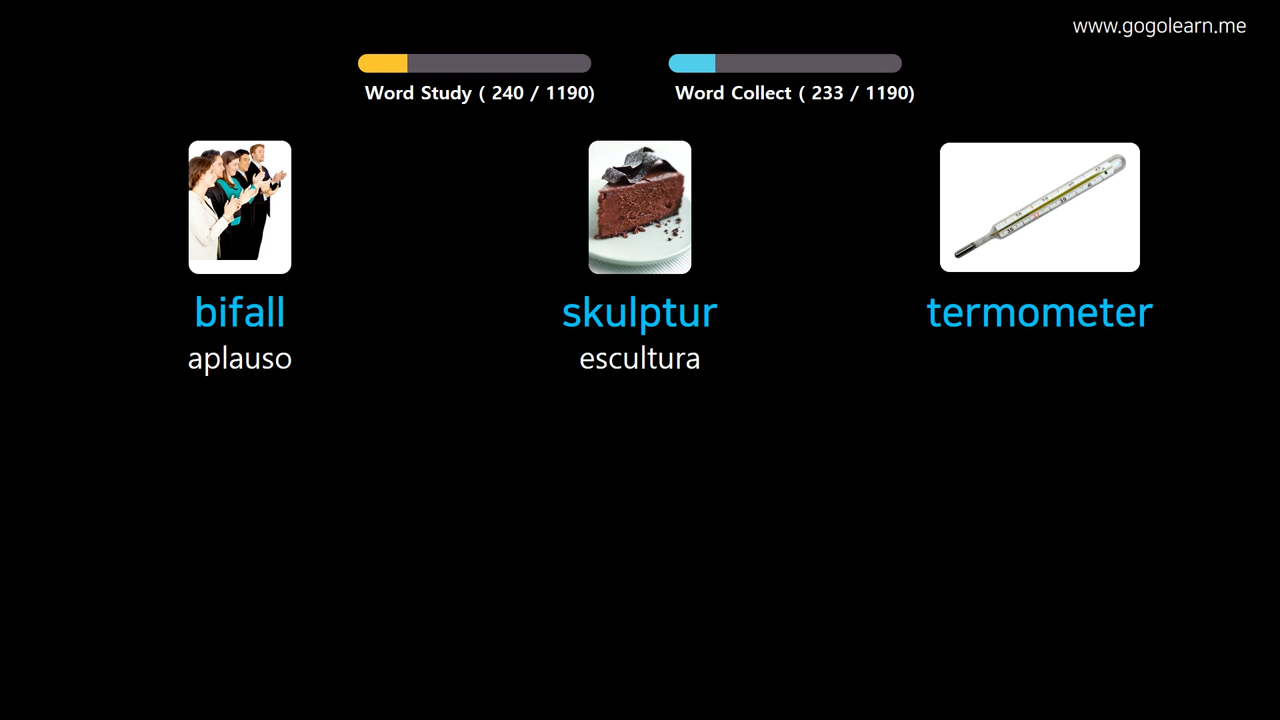 www.gogolearn.me
Word Study ( 240 / 1190)
Word Collect ( 233 / 1190)
bifall
skulptur
termometer
aplauso
escultura